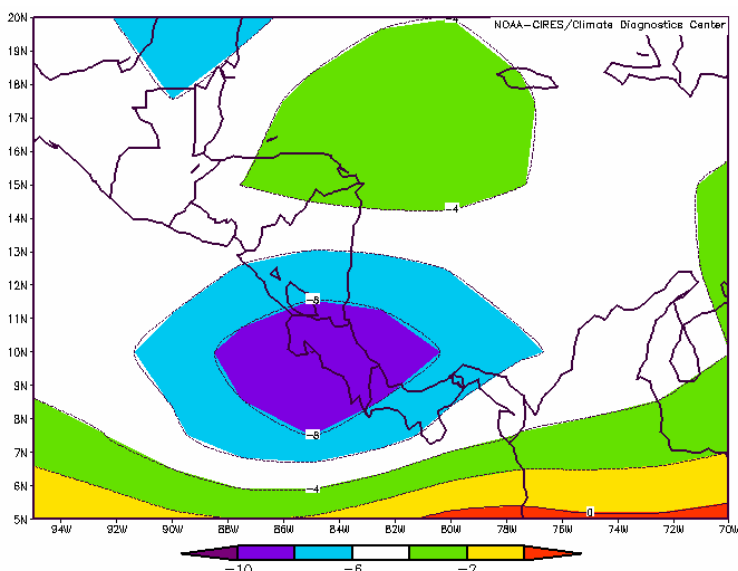 20N
NOAA-CIRES/Climate Diagnostics Center
-4
19N
18N
17N
16N
15N
-4
14N
13N
12N
-8
11N
10N
9N
8N
-8
7N
6N
-4
5N
0
94W 92W 90W 88W 86W 84W 82W 80W 78W 76W 74W 72W 70W
-10 -6 -2